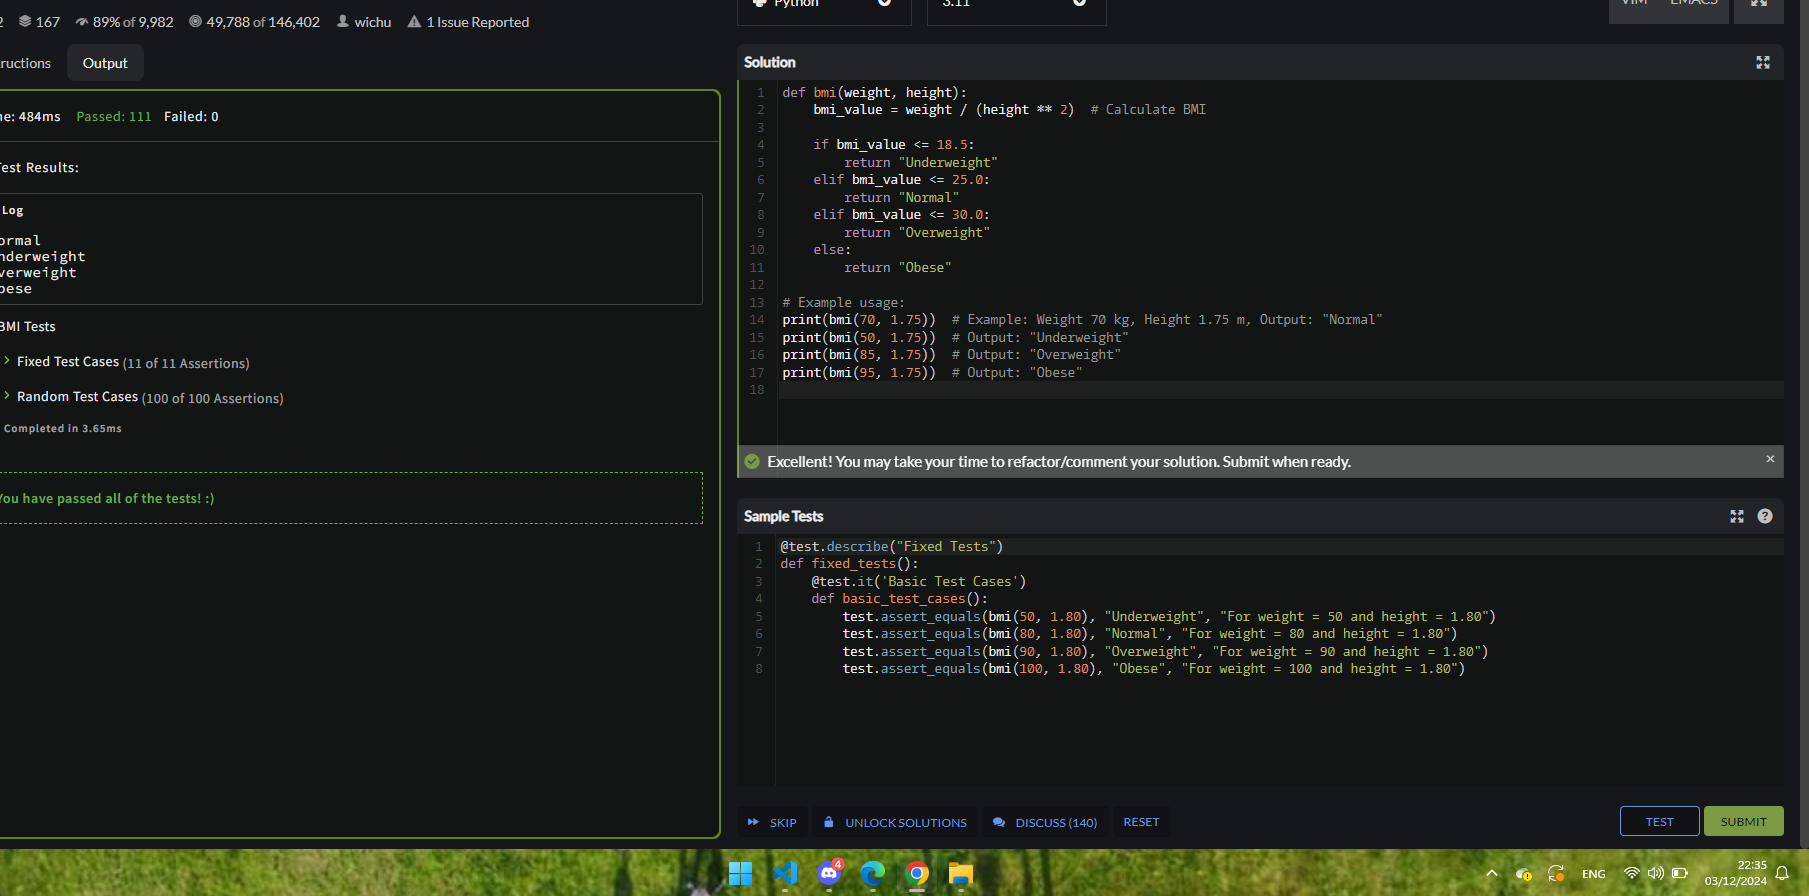 167 89% of 9,982 49,788 of 146,402 wichu 1 Issue Reported
Python 3.11 VIM EMACS
ructions Output
ne: 484ms Passed: 111 Failed: 0
est Results:
Log
ormal
nderweight
verweight
bese
BMI Tests
Fixed Test Cases (11 of 11 Assertions)
Random Test Cases (100 of 100 Assertions)
Completed in 3.65ms
You have passed all of the tests! :)
Solution
1 def bmi(weight, height):
2     bmi_value = weight / (height ** 2)  # Calculate BMI
3
4     if bmi_value <= 18.5:
5         return "Underweight"
6     elif bmi_value <= 25.0:
7         return "Normal"
8     elif bmi_value <= 30.0:
9         return "Overweight"
10     else:
11         return "Obese"
12
13 # Example usage:
14 print(bmi(70, 1.75))  # Example: Weight 70 kg, Height 1.75 m, Output: "Normal"
15 print(bmi(50, 1.75))  # Output: "Underweight"
16 print(bmi(85, 1.75))  # Output: "Overweight"
17 print(bmi(95, 1.75))  # Output: "Obese"
18
Excellent! You may take your time to refactor/comment your solution. Submit when ready. ×
Sample Tests ?
1 @test.describe("Fixed Tests")
2 def fixed_tests():
3     @test.it('Basic Test Cases')
4     def basic_test_cases():
5         test.assert_equals(bmi(50, 1.80), "Underweight", "For weight = 50 and height = 1.80")
6         test.assert_equals(bmi(80, 1.80), "Normal", "For weight = 80 and height = 1.80")
7         test.assert_equals(bmi(90, 1.80), "Overweight", "For weight = 90 and height = 1.80")
8         test.assert_equals(bmi(100, 1.80), "Obese", "For weight = 100 and height = 1.80")
SKIP UNLOCK SOLUTIONS DISCUSS (140) RESET TEST SUBMIT
4 ENG 22:35
03/12/2024